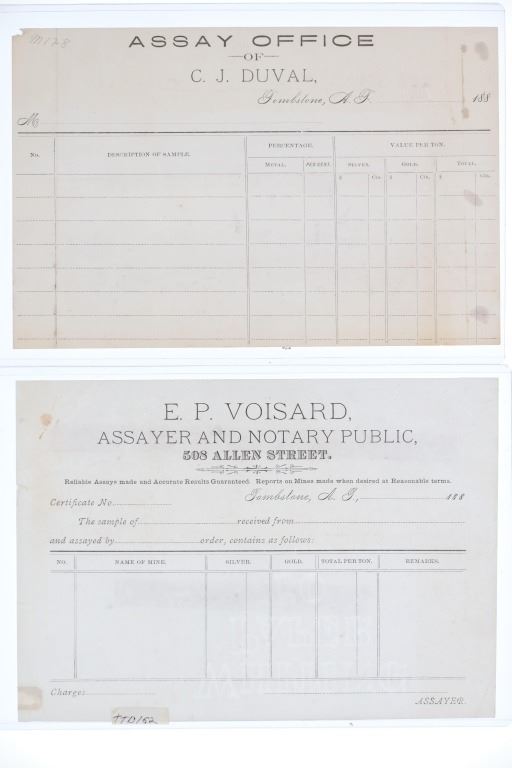 M128
ASSAY OFFICE
—OF—
C. J. DUVAL,
Tombstone, A. T. 188
M
No. DESCRIPTION OF SAMPLE. PERCENTAGE. VALUE PER TON.
METAL. PER CENT. SILVER. GOLD. TOTAL.
$ Cts. $ Cts. $ Cts.
E. P. VOISARD,
ASSAYER AND NOTARY PUBLIC,
508 ALLEN STREET.
Reliable Assays made and Accurate Results Guaranteed. Reports on Mines made when desired at Reasonable terms.
Certificate No. Tombstone, A. T., 188
The sample of received from
and assayed by order, contains as follows:
NO. NAME OF MINE. SILVER. GOLD. TOTAL PER TON. REMARKS.
Charges
ASSAYER.